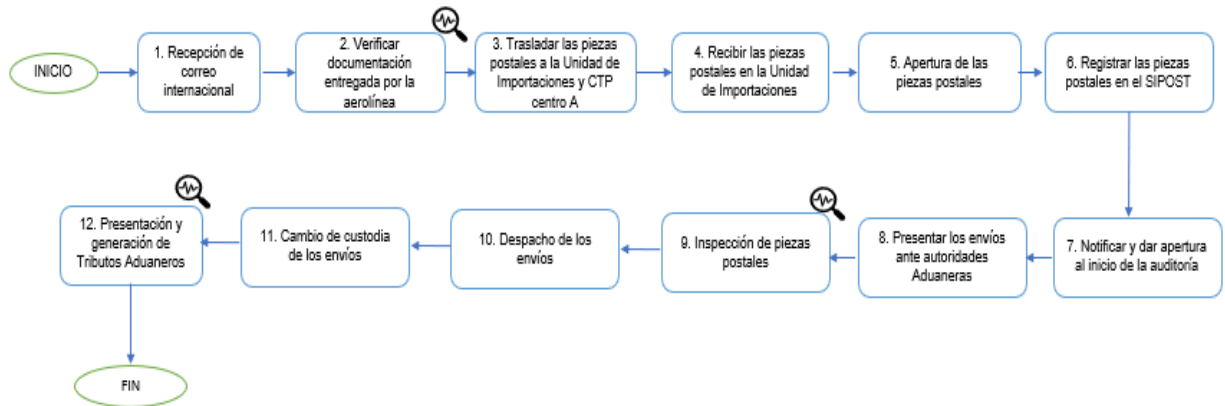 INICIO
1. Recepción de
correo
internacional
2. Verificar
documentación
entregada por la
aerolínea
3. Trasladar las piezas
postales a la Unidad de
Importaciones y CTP
centro A
4. Recibir las piezas
postales en la Unidad
de Importaciones
5. Apertura de las
piezas postales
6. Registrar las piezas
postales en el SIPOST
7. Notificar y dar apertura
al inicio de la auditoría
8. Presentar los envíos
ante autoridades
Aduaneras
9. Inspección de piezas
postales
10. Despacho de los
envíos
11. Cambio de custodia
de los envíos
12. Presentación y
generación de
Tributos Aduaneros
FIN